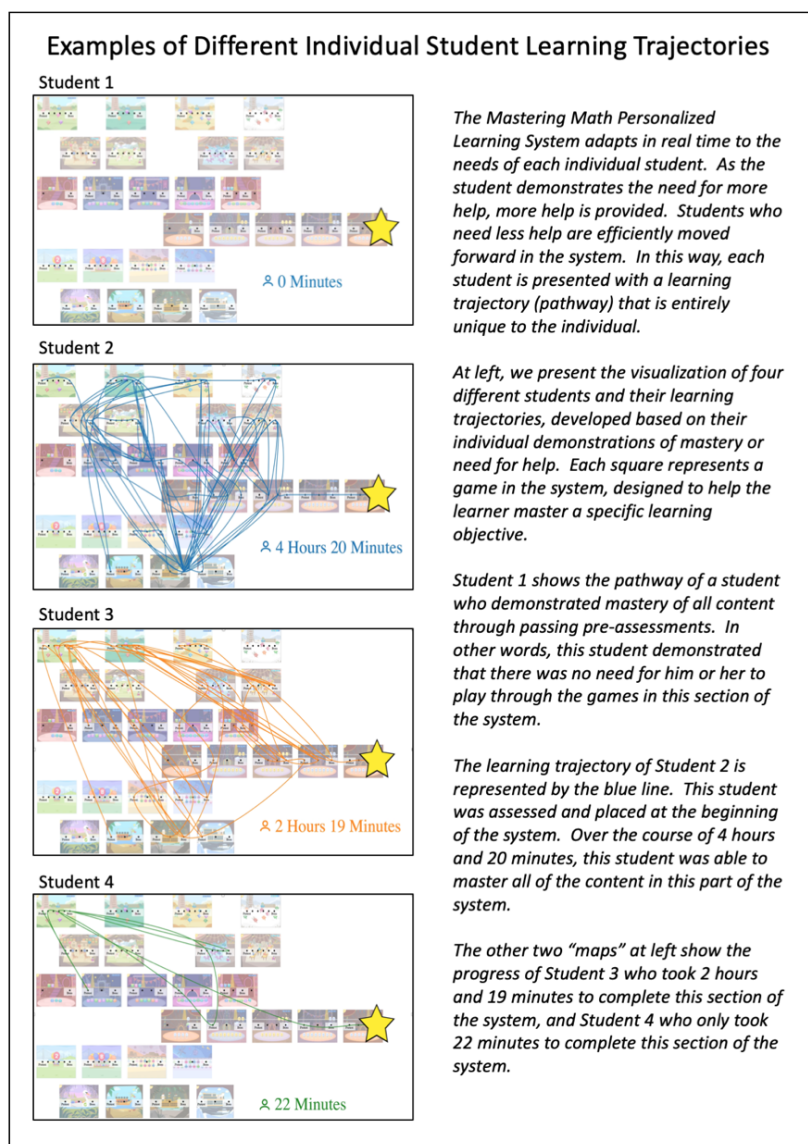 Examples of Different Individual Student Learning Trajectories
Student 1
0 Minutes
Student 2
4 Hours 20 Minutes
Student 3
2 Hours 19 Minutes
Student 4
22 Minutes
The Mastering Math Personalized
Learning System adapts in real time to the
needs of each individual student.  As the
student demonstrates the need for more
help, more help is provided.  Students who
need less help are efficiently moved
forward in the system.  In this way, each
student is presented with a learning
trajectory (pathway) that is entirely
unique to the individual.
At left, we present the visualization of four
different students and their learning
trajectories, developed based on their
individual demonstrations of mastery or
need for help.  Each square represents a
game in the system, designed to help the
learner master a specific learning
objective.
Student 1 shows the pathway of a student
who demonstrated mastery of all content
through passing pre-assessments.  In
other words, this student demonstrated
that there was no need for him or her to
play through the games in this section of
the system.
The learning trajectory of Student 2 is
represented by the blue line.  This student
was assessed and placed at the beginning
of the system.  Over the course of 4 hours
and 20 minutes, this student was able to
master all of the content in this part of the
system.
The other two “maps” at left show the
progress of Student 3 who took 2 hours
and 19 minutes to complete this section of
the system, and Student 4 who only took
22 minutes to complete this section of the
system.